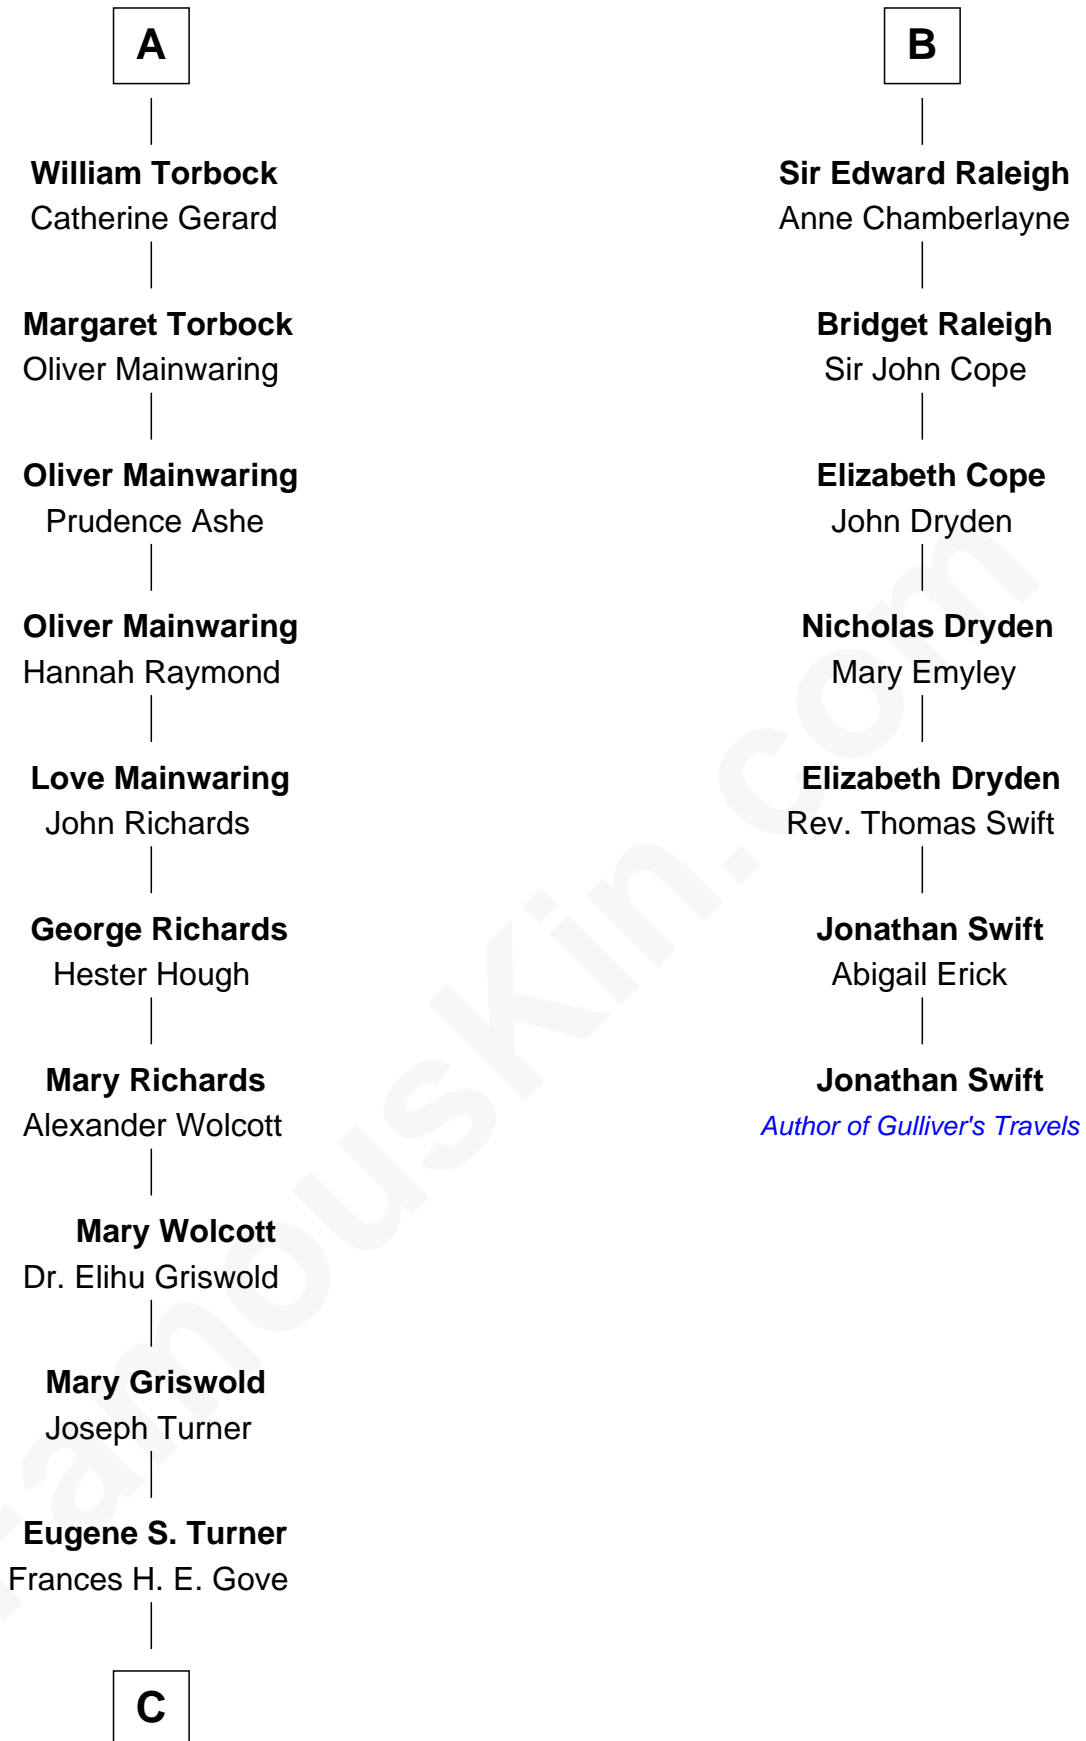 A
William Torbock
Catherine Gerard
Margaret Torbock
Oliver Mainwaring
Oliver Mainwaring
Prudence Ashe
Oliver Mainwaring
Hannah Raymond
Love Mainwaring
John Richards
George Richards
Hester Hough
Mary Richards
Alexander Wolcott
Mary Wolcott
Dr. Elihu Griswold
Mary Griswold
Joseph Turner
Eugene S. Turner
Frances H. E. Gove
C
B
Sir Edward Raleigh
Anne Chamberlayne
Bridget Raleigh
Sir John Cope
Elizabeth Cope
John Dryden
Nicholas Dryden
Mary Emyley
Elizabeth Dryden
Rev. Thomas Swift
Jonathan Swift
Abigail Erick
Jonathan Swift
Author of Gulliver's Travels
FamousKin.com